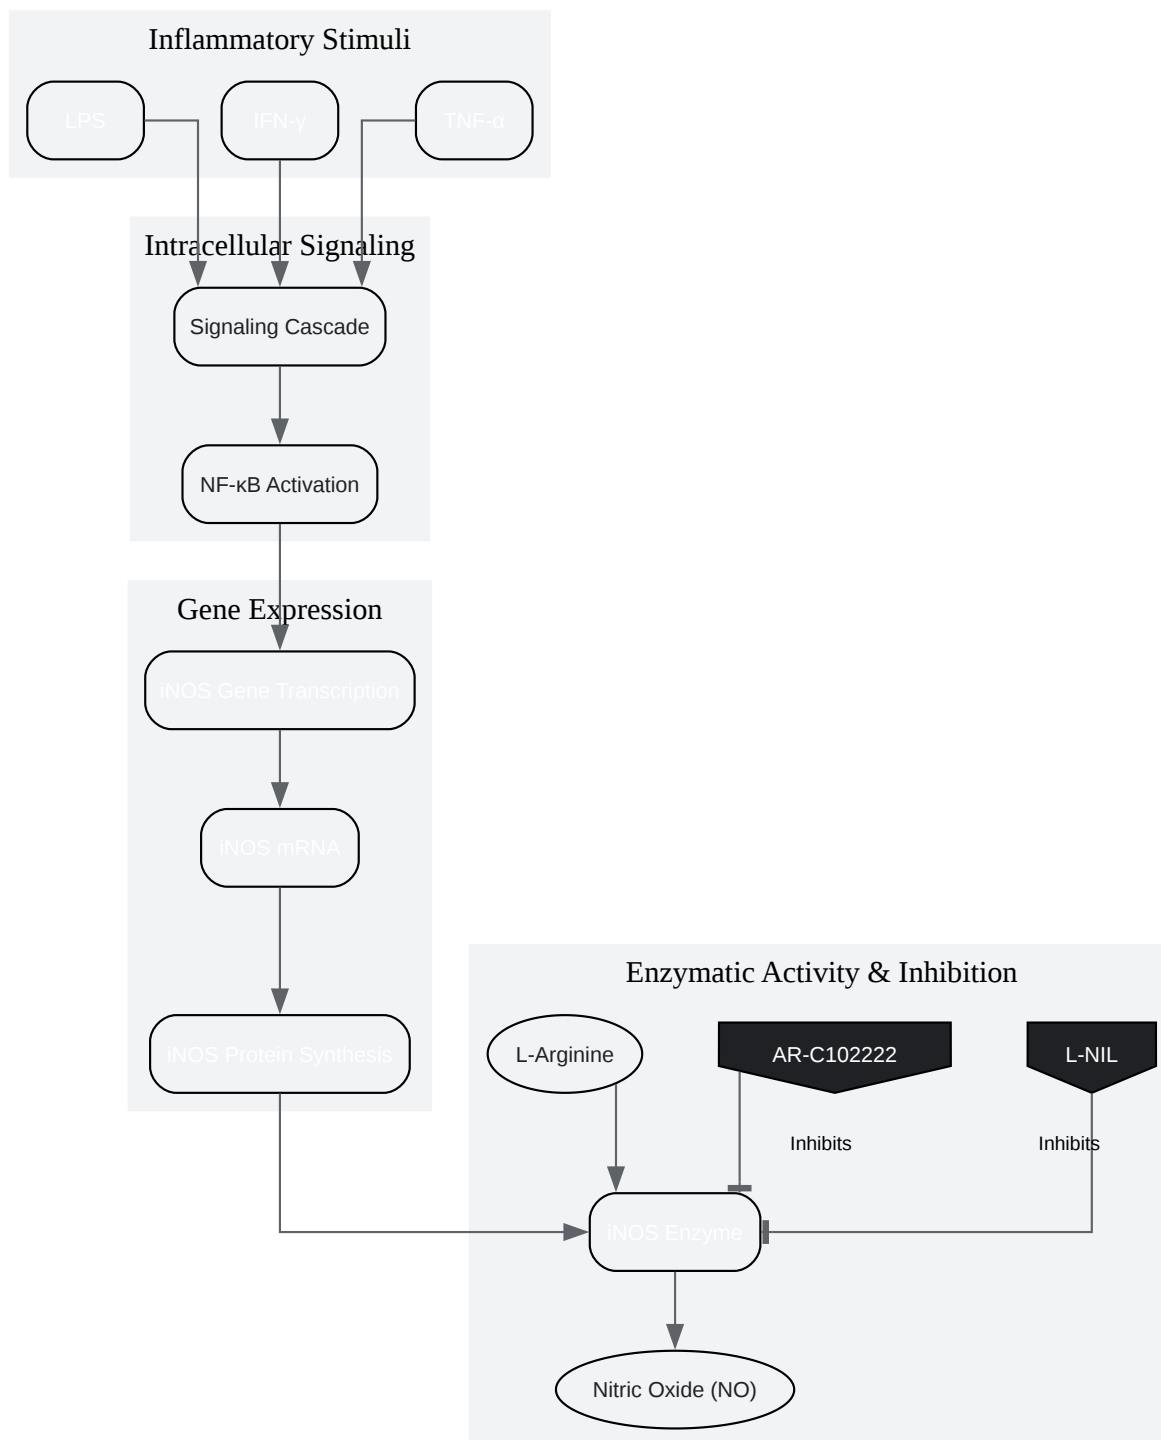 Inflammatory Stimuli
LPS
IFN-γ
TNF-α
Intracellular Signaling
Signaling Cascade
NF-κB Activation
Gene Expression
iNOS Gene Transcription
iNOS mRNA
iNOS Protein Synthesis
Enzymatic Activity & Inhibition
L-Arginine
AR-C102222
L-NIL
Inhibits
Inhibits
iNOS Enzyme
Nitric Oxide (NO)